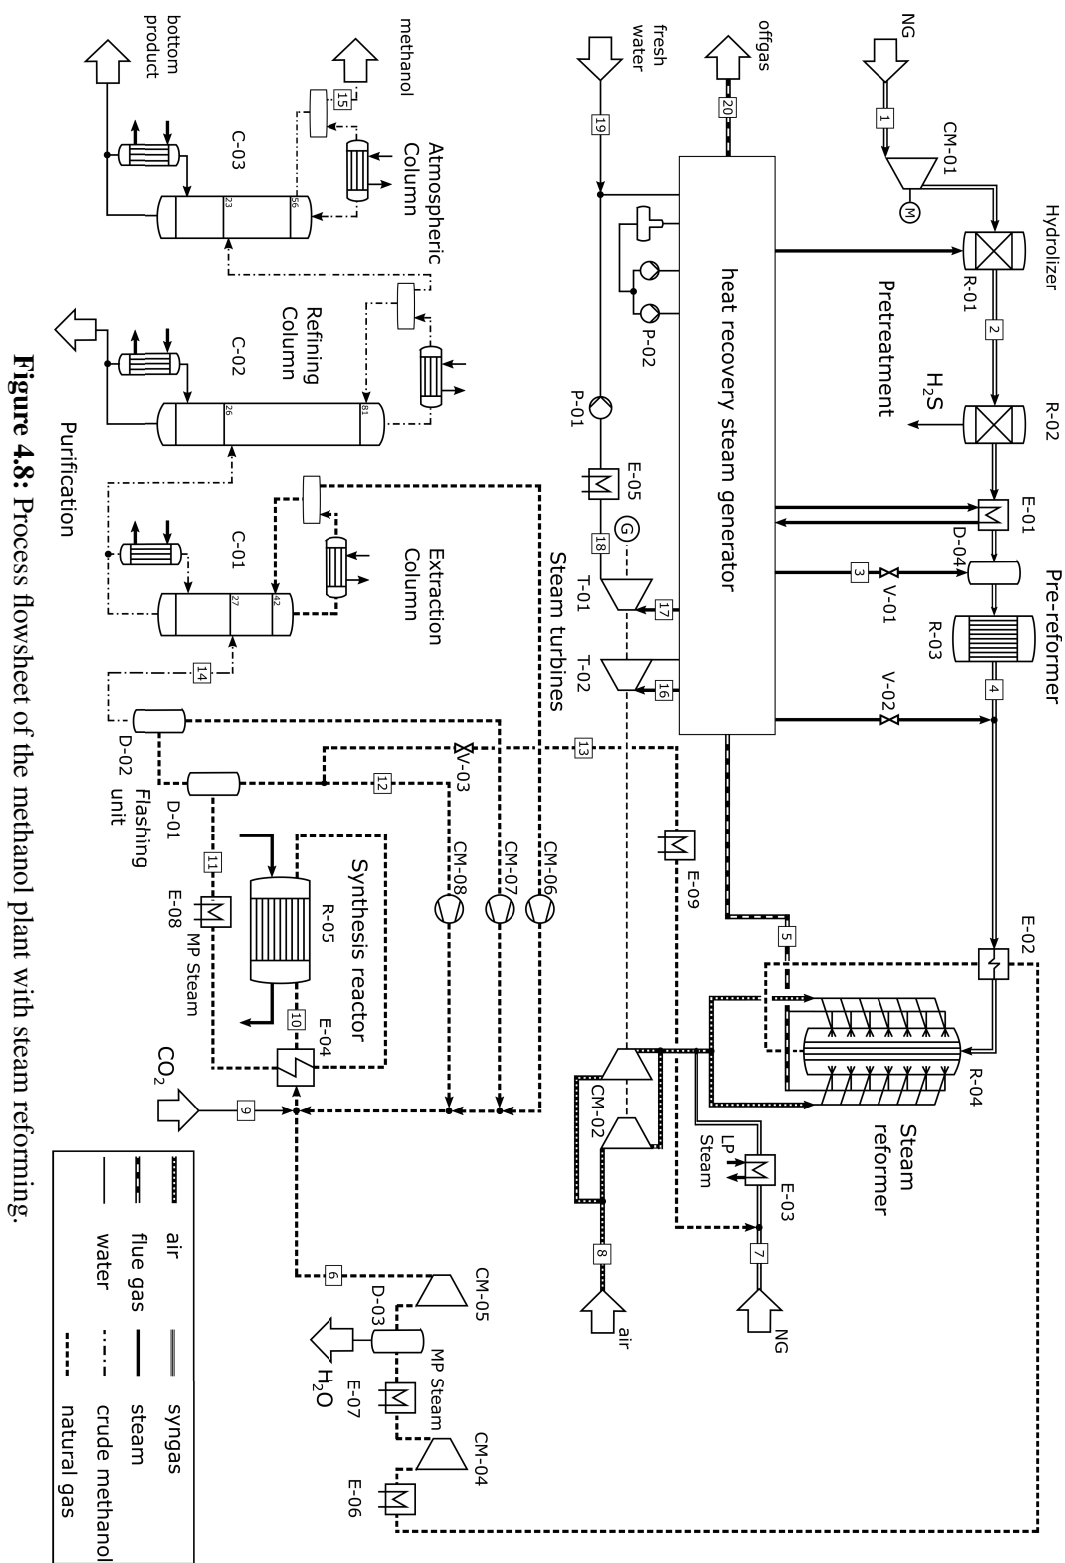 NG
1
CM-01
M
Hydrolizer
R-01
2
Pretreatment
H2S
R-02
E-01
D-04
Pre-reformer
3
V-01
R-03
4
V-02
E-02
R-04
Steam
reformer
offgas
20
heat recovery steam generator
5
fresh
water
19
P-02
P-01
E-05
18
G
T-01
17
T-02
16
Steam turbines
13
E-09
CM-02
LP
Steam
E-03
7
NG
8
air
methanol
15
Atmospheric
Column
C-03
56
23
bottom
product
Refining
Column
C-02
81
26
Purification
Extraction
Column
C-01
42
27
14
D-02
Flashing
unit
D-01
V-03
12
11
E-08
MP Steam
Synthesis reactor
R-05
CM-06
CM-07
CM-08
10
E-04
CO2
9
6
CM-05
D-03
H2O
MP Steam
E-07
CM-04
E-06
air
syngas
flue gas
steam
water
crude methanol
natural gas
Figure 4.8: Process flowsheet of the methanol plant with steam reforming.